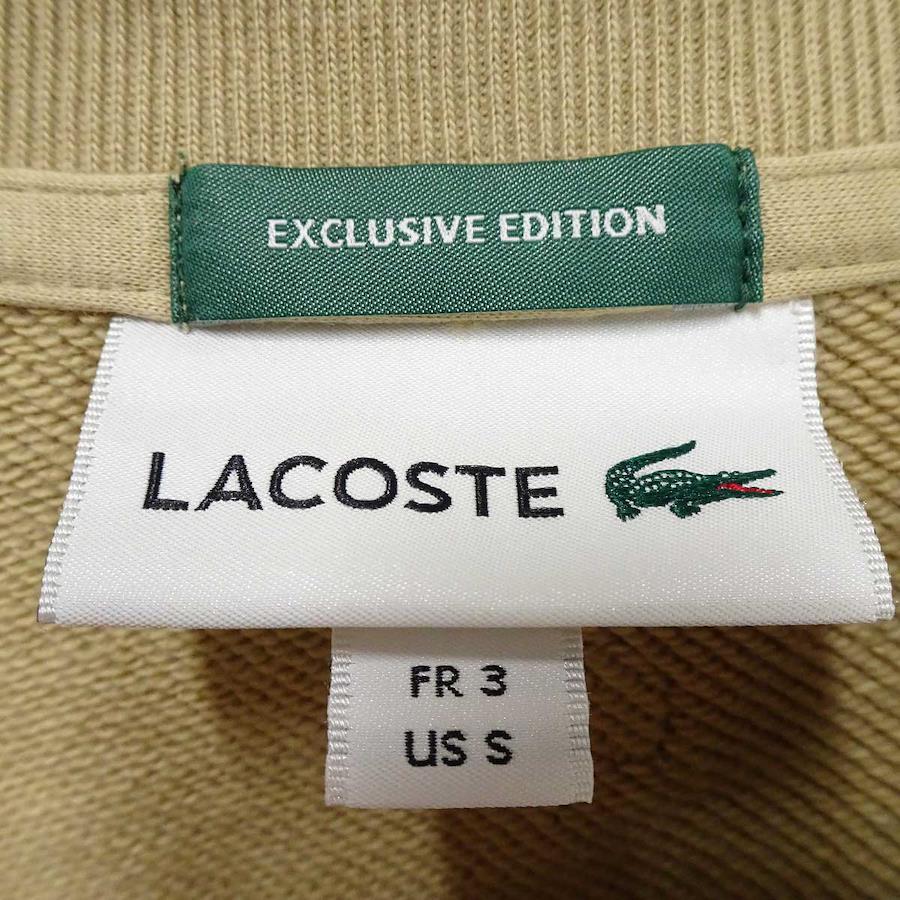 EXCLUSIVE EDITION
LACOSTE
FR 3
US S